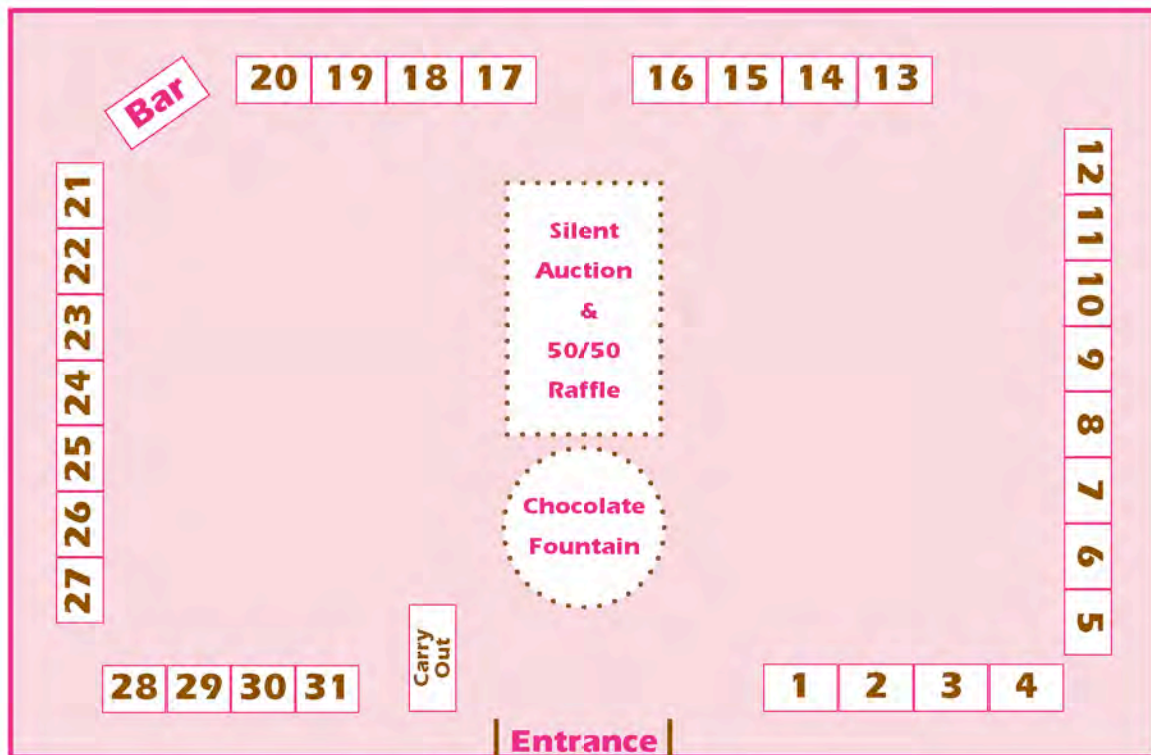 Bar
20 19 18 17
16 15 14 13
12
11
10
9
8
7
6
5
21
22
23
24
25
26
27
Silent
Auction
&
50/50
Raffle
Chocolate
Fountain
Carry
Out
28 29 30 31
1 2 3 4
Entrance